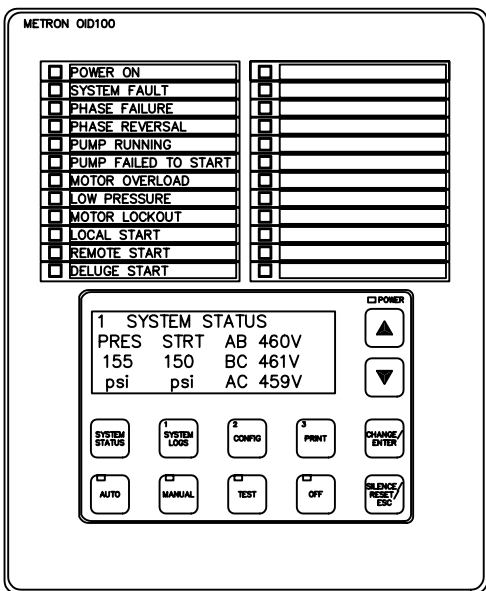 METRON OID100
POWER ON
SYSTEM FAULT
PHASE FAILURE
PHASE REVERSAL
PUMP RUNNING
PUMP FAILED TO START
MOTOR OVERLOAD
LOW PRESSURE
MOTOR LOCKOUT
LOCAL START
REMOTE START
DELUGE START
POWER
1 SYSTEM STATUS
PRES STRT AB 460V
155 150 BC 461V
psi psi AC 459V
SYSTEM STATUS
1 SYSTEM LOGS
2 CONFIG
3 PRINT
CHANGE/ ENTER
AUTO
MANUAL
TEST
OFF
SILENCE/ RESET/ ESC